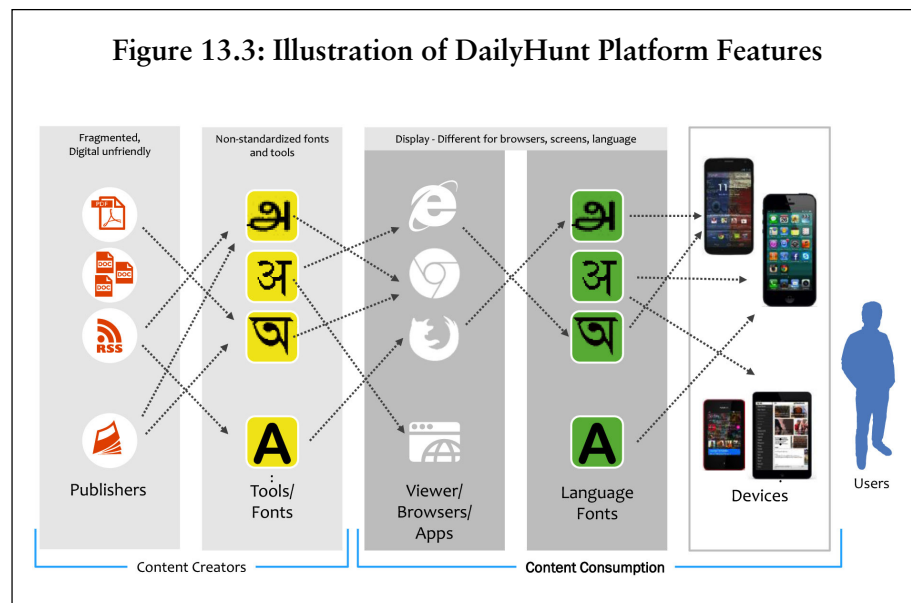 Figure 13.3: Illustration of DailyHunt Platform Features
Fragmented,
Digital unfriendly
Non-standardized fonts
and tools
Display - Different for browsers, screens, language
PDF
DOC
DOC
DOC
RSS
அ
अ
অ
A
அ
अ
অ
A
11
Publishers
Tools/
Fonts
Viewer/
Browsers/
Apps
Language
Fonts
Devices
Users
Content Creators
Content Consumption